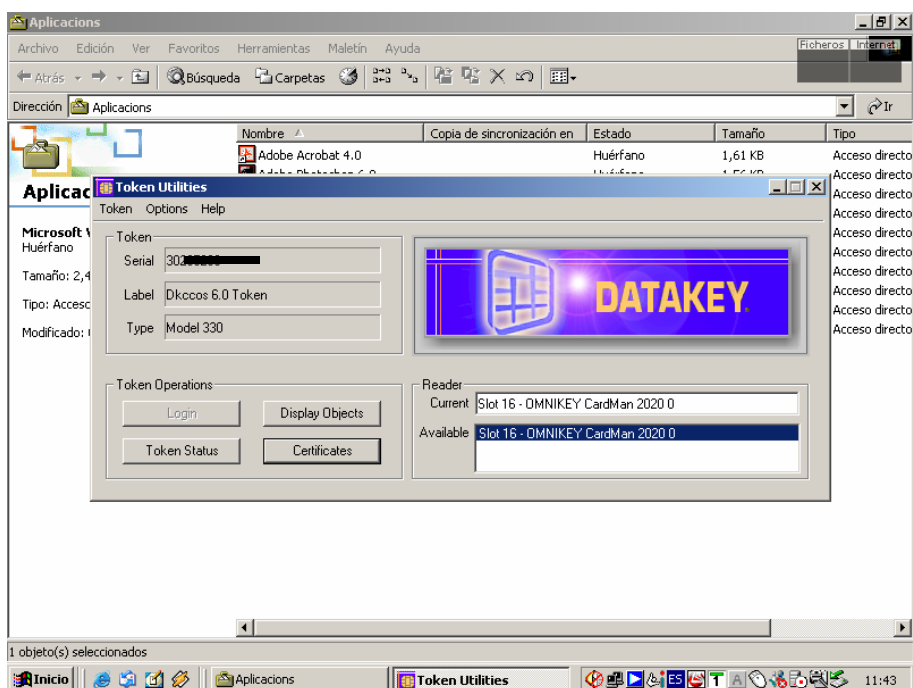 Aplicacions
Archivo Edición Ver Favoritos Herramientas Maletín Ayuda
Ficheros Internet
Atrás Búsqueda Carpetas
Dirección Aplicacions Ir
Nombre Copia de sincronización en Estado Tamaño Tipo
Adobe Acrobat 4.0 Huérfano 1,61 KB Acceso directo
Acceso directo
Aplicac
Acceso directo
Acceso directo
Microsoft
Acceso directo
Huérfano
Acceso directo
Tamaño: 2,4
Acceso directo
Tipo: Acceso
Acceso directo
Acceso directo
Modificado:
Acceso directo
Token Utilities
Token Options Help
Token
Serial 302
Label Dkccos 6.0 Token
Type Model 330
DATAKEY
Token Operations
Login Display Objects
Token Status Certificates
Reader
Current Slot 16 - OMNIKEY CardMan 2020 0
Available Slot 16 - OMNIKEY CardMan 2020 0
1 objeto(s) seleccionados
Inicio Aplicacions Token Utilities ES T A 11:43